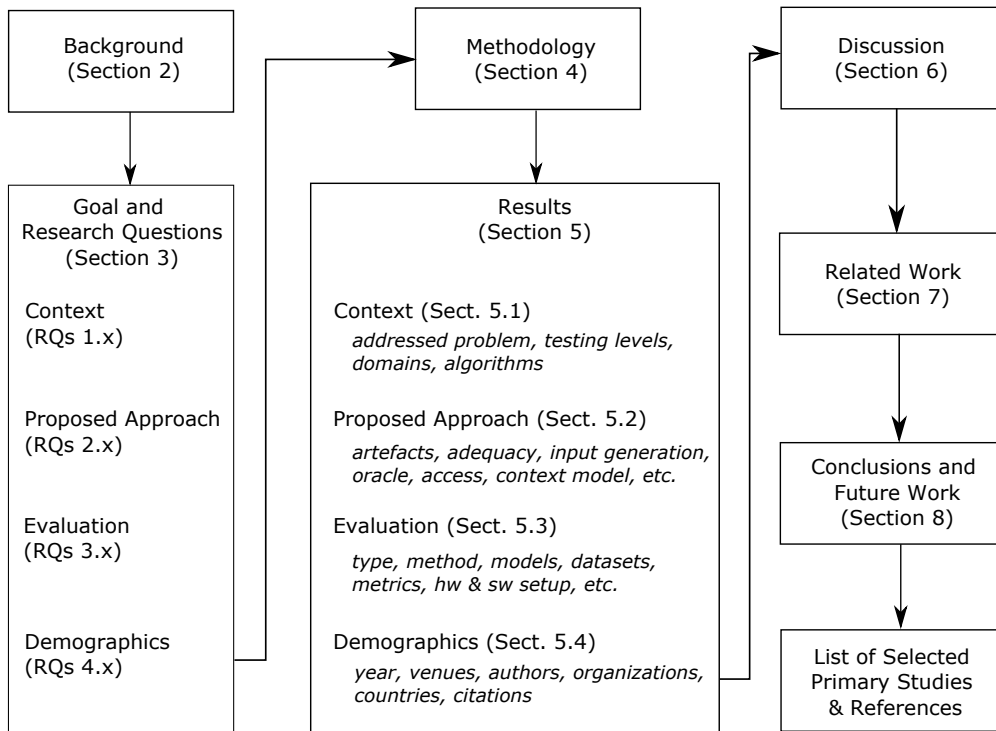 Background
(Section 2)
Goal and
Research Questions
(Section 3)
Context
(RQs 1.x)
Proposed Approach
(RQs 2.x)
Evaluation
(RQs 3.x)
Demographics
(RQs 4.x)
Methodology
(Section 4)
Results
(Section 5)
Context (Sect. 5.1)
addressed problem, testing levels,
domains, algorithms
Proposed Approach (Sect. 5.2)
artefacts, adequacy, input generation,
oracle, access, context model, etc.
Evaluation (Sect. 5.3)
type, method, models, datasets,
metrics, hw & sw setup, etc.
Demographics (Sect. 5.4)
year, venues, authors, organizations,
countries, citations
Discussion
(Section 6)
Related Work
(Section 7)
Conclusions and
Future Work
(Section 8)
List of Selected
Primary Studies
& References